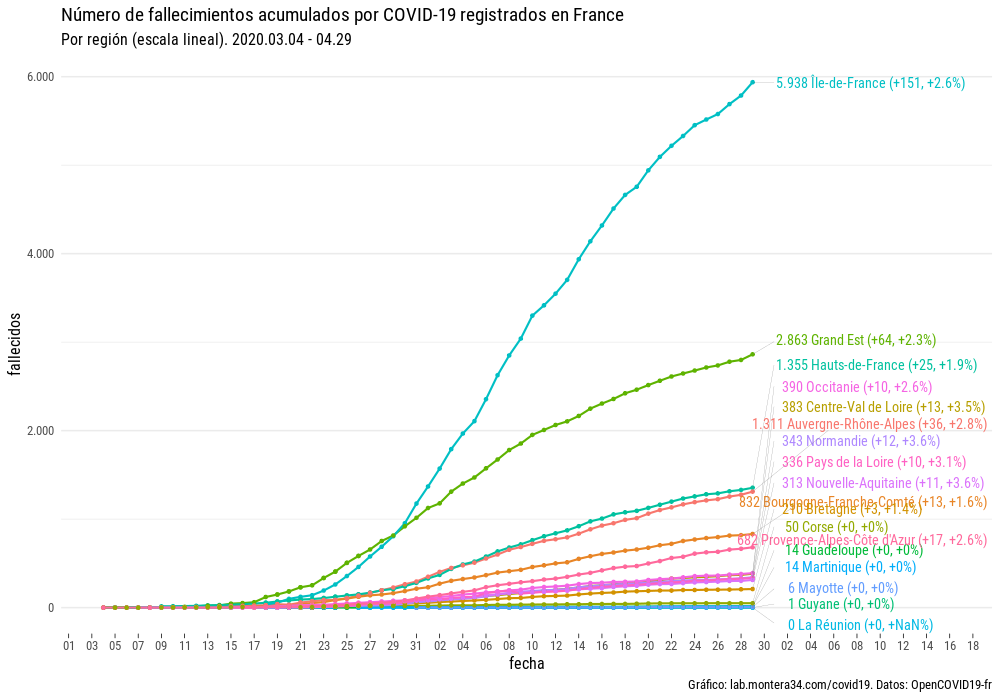 Número de fallecimientos acumulados por COVID-19 registrados en France
Por región (escala lineal). 2020.03.04 - 04.29
6.000
4.000
2.000
0
fallecidos
5.938 Île-de-France (+151, +2.6%)
2.863 Grand Est (+64, +2.3%)
1.355 Hauts-de-France (+25, +1.9%)
390 Occitanie (+10, +2.6%)
383 Centre-Val de Loire (+13, +3.5%)
1.311 Auvergne-Rhône-Alpes (+36, +2.8%)
343 Normandie (+12, +3.6%)
336 Pays de la Loire (+10, +3.1%)
313 Nouvelle-Aquitaine (+11, +3.6%)
832 Bourgogne-Franche-Comté (+13, +1.6%)
210 Bretagne (+3, +1.4%)
50 Corse (+0, +0%)
682 Provence-Alpes-Côte d'Azur (+17, +2.6%)
14 Guadeloupe (+0, +0%)
14 Martinique (+0, +0%)
6 Mayotte (+0, +0%)
1 Guyane (+0, +0%)
0 La Réunion (+0, +NaN%)
01 03 05 07 09 11 13 15 17 19 21 23 25 27 29 31 02 04 06 08 10 12 14 16 18 20 22 24 26 28 30 02 04 06 08 10 12 14 16 18
fecha
Gráfico: lab.montera34.com/covid19. Datos: OpenCOVID19-fr